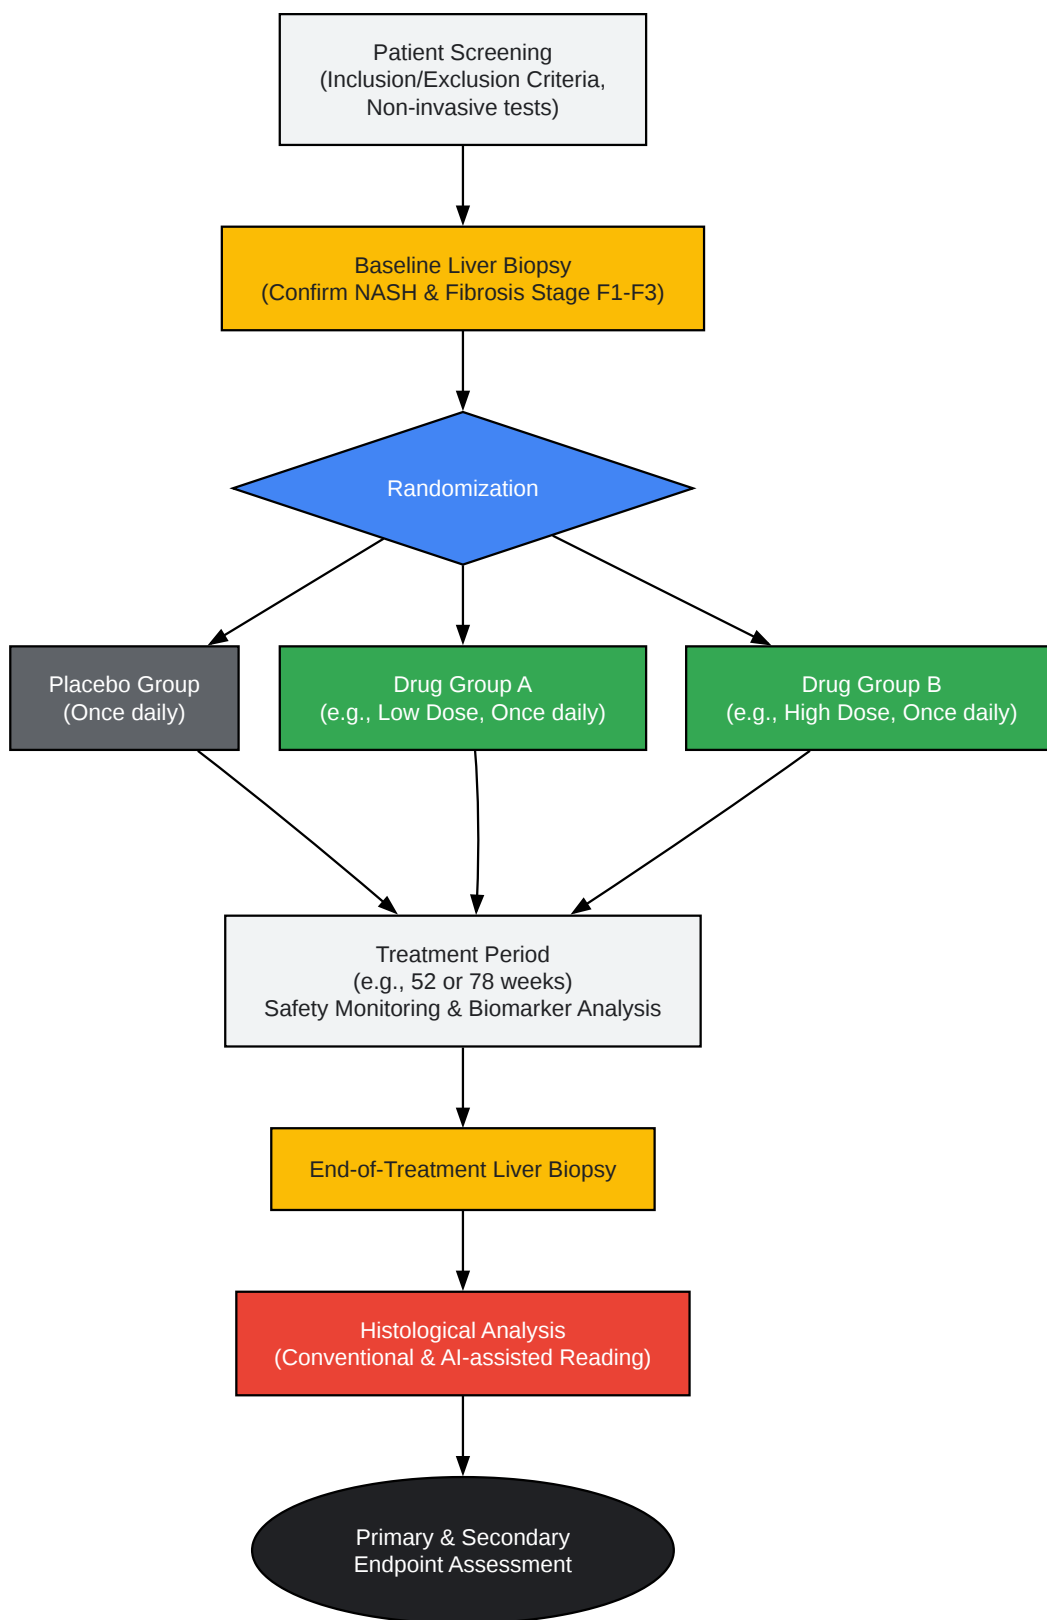 Patient Screening
(Inclusion/Exclusion Criteria,
Non-invasive tests)
Baseline Liver Biopsy
(Confirm NASH & Fibrosis Stage F1-F3)
Randomization
Placebo Group
(Once daily)
Drug Group A
(e.g., Low Dose, Once daily)
Drug Group B
(e.g., High Dose, Once daily)
Treatment Period
(e.g., 52 or 78 weeks)
Safety Monitoring & Biomarker Analysis
End-of-Treatment Liver Biopsy
Histological Analysis
(Conventional & AI-assisted Reading)
Primary & Secondary
Endpoint Assessment